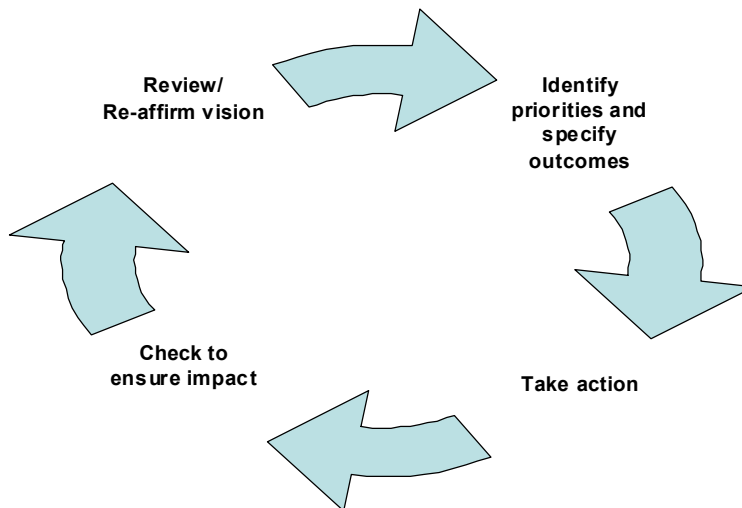 Review/
Re-affirm vision
Identify
priorities and
specify
outcomes
Take action
Check to
ensure impact